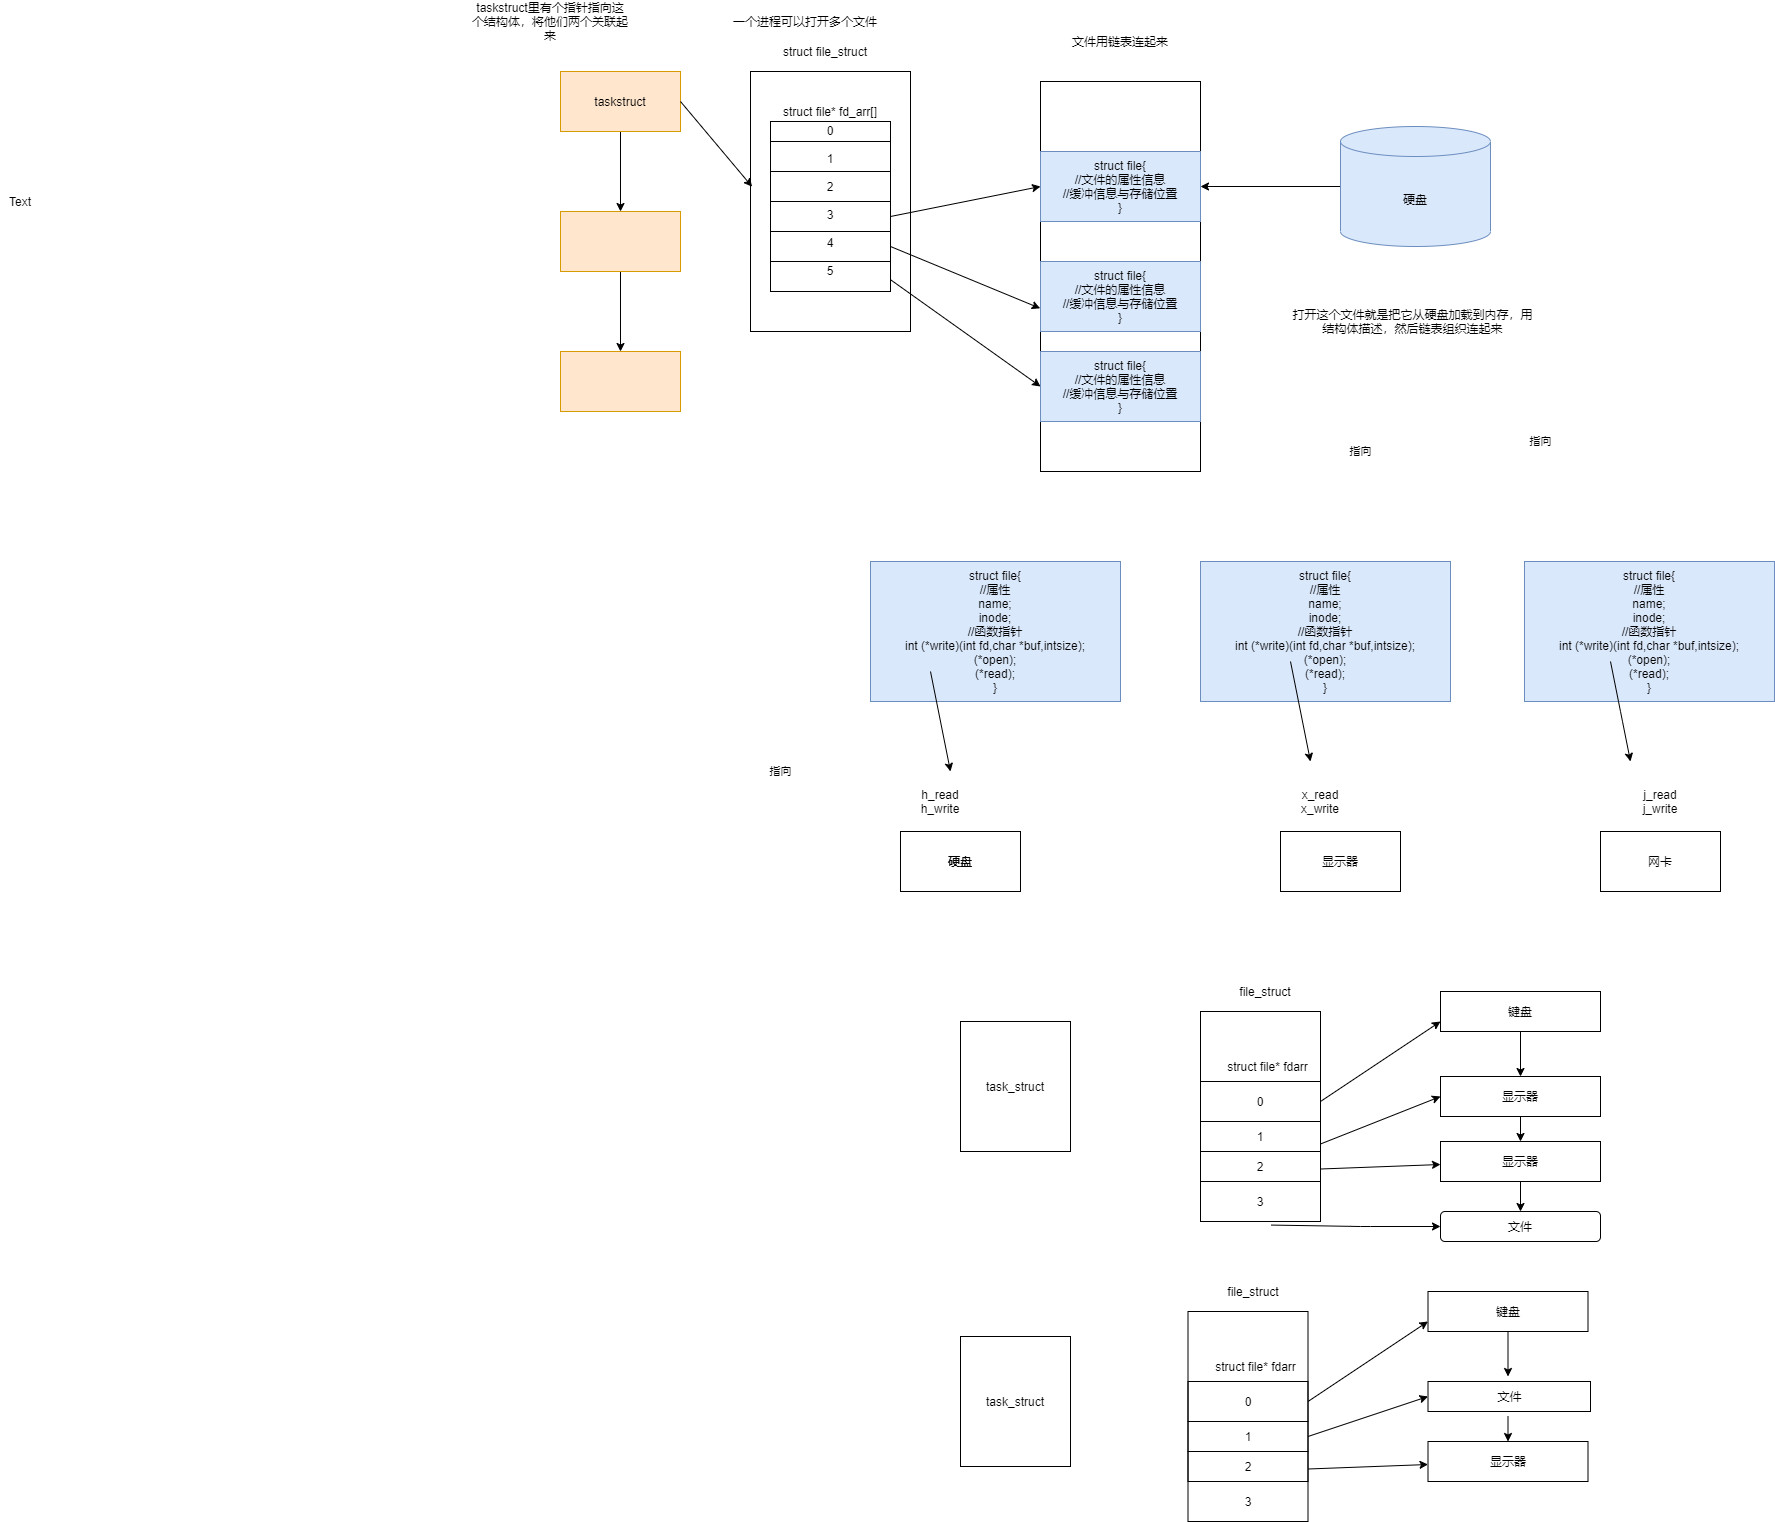 taskstruct里有个指针指向这
个结构体，将他们两个关联起
来
一个进程可以打开多个文件
struct file_struct
文件用链表连起来
taskstruct
struct file* fd_arr[]
0
1
2
3
4
5
struct file{
//文件的属性信息
//缓冲信息与存储位置
}
硬盘
Text
struct file{
//文件的属性信息
//缓冲信息与存储位置
}
打开这个文件就是把它从硬盘加载到内存，用
结构体描述，然后链表组织连起来
struct file{
//文件的属性信息
//缓冲信息与存储位置
}
指向
指向
struct file{
//属性
name;
inode;
//函数指针
int (*write)(int fd,char *buf,intsize);
(*open);
(*read);
}
struct file{
//属性
name;
inode;
//函数指针
int (*write)(int fd,char *buf,intsize);
(*open);
(*read);
}
struct file{
//属性
name;
inode;
//函数指针
int (*write)(int fd,char *buf,intsize);
(*open);
(*read);
}
指向
h_read
h_write
x_read
x_write
j_read
j_write
硬盘
显示器
网卡
file_struct
键盘
task_struct
struct file* fdarr
0
1
2
3
显示器
显示器
文件
file_struct
键盘
task_struct
struct file* fdarr
0
1
2
3
文件
显示器